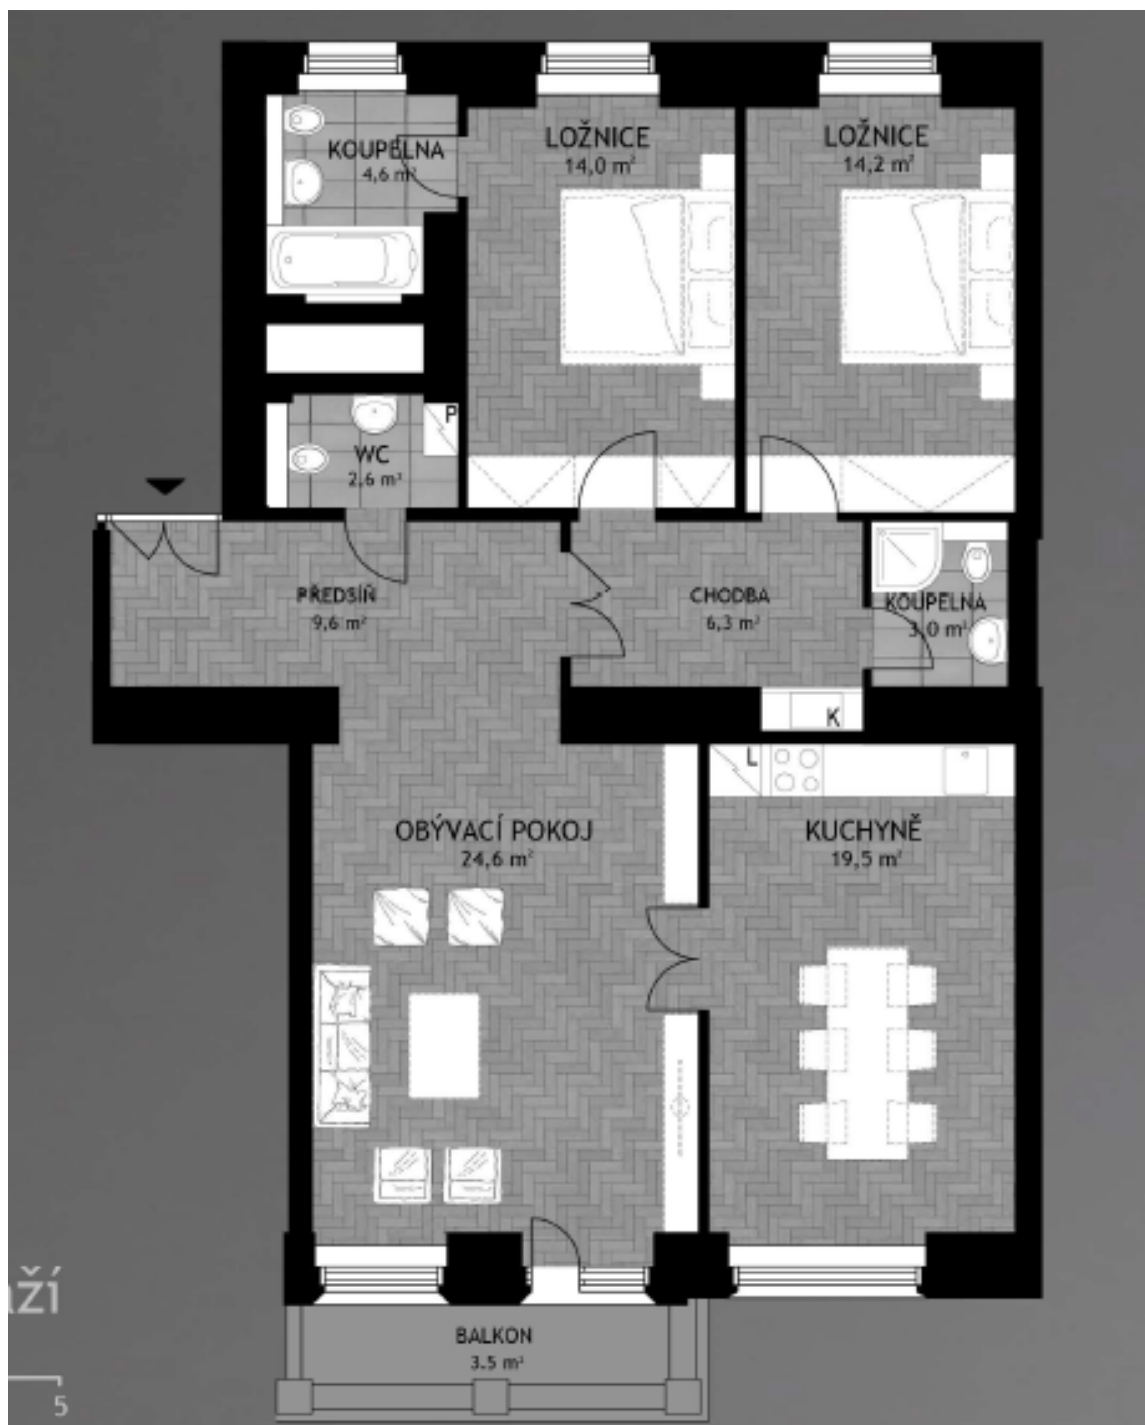 KOUPELNA
4,6 m²
LOŽNICE
14,0 m²
LOŽNICE
14,2 m²
P
WC
2,6 m²
PŘEDSÍŇ
9,6 m²
CHODBA
6,3 m²
KOUPELNA
3,0 m²
K
L
OBÝVACÍ POKOJ
24,6 m²
KUCHYNĚ
19,5 m²
ží
BALKON
3.5 m²
5